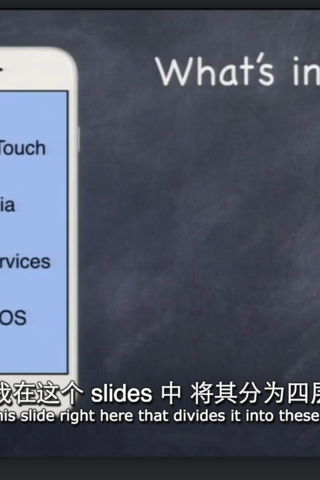 What's in
Touch
ia
rvices
OS
我在这个 slides 中 将其分为四层
his slide right here that divides it into these